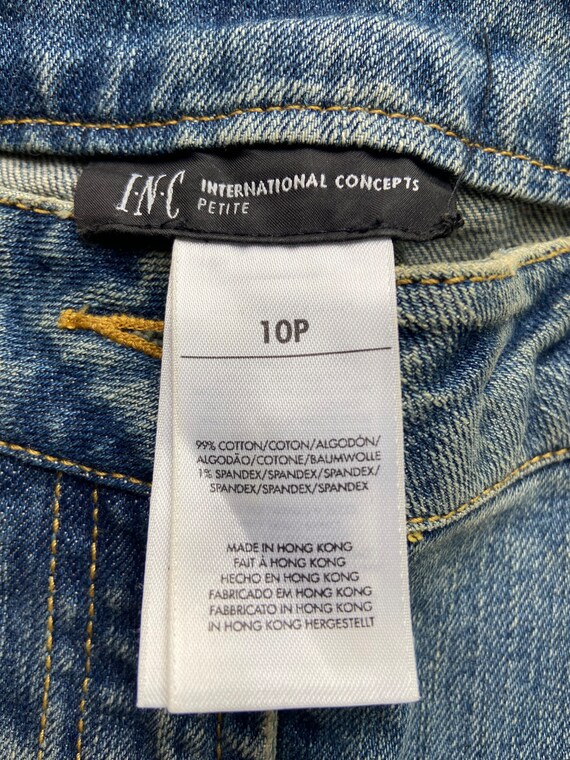 I·N·C INTERNATIONAL CONCEPTS
PETITE
10P
99% COTTON/COTON/ALGODÓN/
ALGODÃO/COTONE/BAUMWOLLE
1% SPANDEX/SPANDEX/SPANDEX/
SPANDEX/SPANDEX/SPANDEX
MADE IN HONG KONG
FAIT À HONG KONG
HECHO EN HONG KONG
FABRICADO EM HONG KONG
FABBRICATO IN HONG KONG
IN HONG KONG HERGESTELLT